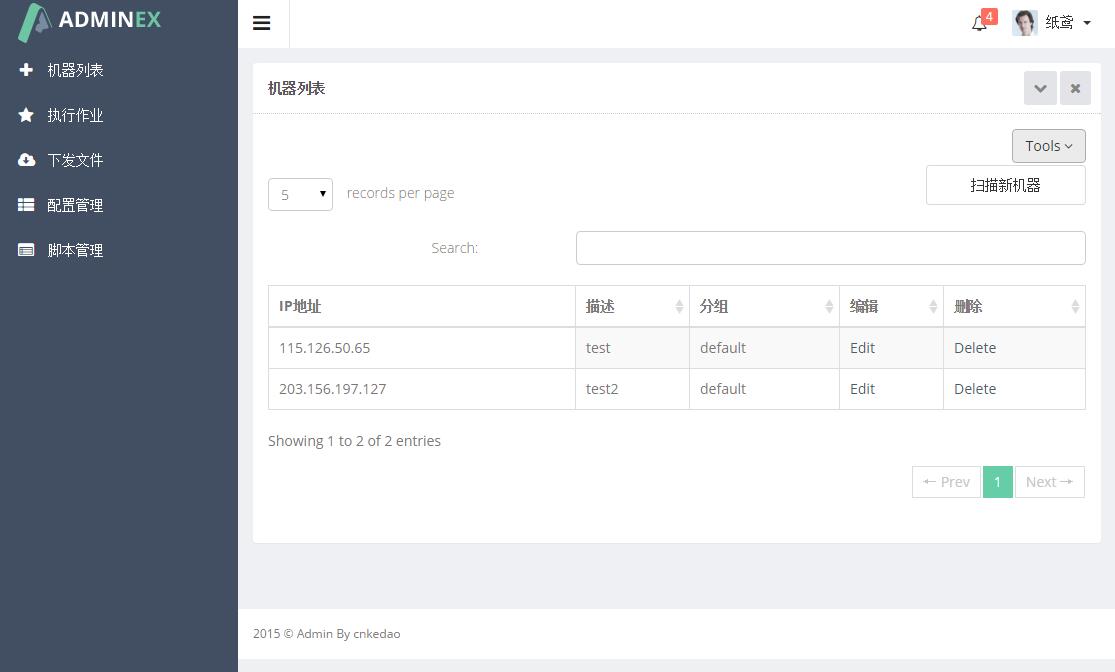 ADMINEX
4
纸鸢
机器列表
执行作业
下发文件
配置管理
脚本管理
机器列表
Tools
扫描新机器
5 records per page
Search:
IP地址 描述 分组 编辑 删除
115.126.50.65 test default Edit Delete
203.156.197.127 test2 default Edit Delete
Showing 1 to 2 of 2 entries
← Prev 1 Next →
2015 © Admin By cnkedao